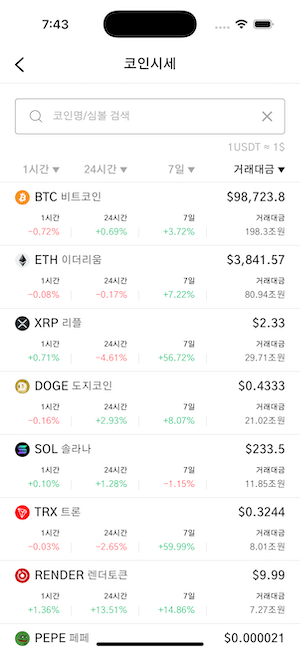 7:43
코인시세
코인명/심볼 검색
1USDT ≈ 1$
1시간 ▼ 24시간 ▼ 7일 ▼ 거래대금 ▼
BTC 비트코인 $98,723.8
1시간 24시간 7일 거래대금
-0.72% +0.69% +3.72% 198.3조원
ETH 이더리움 $3,841.57
1시간 24시간 7일 거래대금
-0.08% -0.17% +7.22% 80.94조원
XRP 리플 $2.33
1시간 24시간 7일 거래대금
+0.71% -4.61% +56.72% 29.71조원
DOGE 도지코인 $0.4333
1시간 24시간 7일 거래대금
-0.16% +2.93% +8.07% 21.02조원
SOL 솔라나 $233.5
1시간 24시간 7일 거래대금
+0.10% +1.28% -1.15% 11.85조원
TRX 트론 $0.3244
1시간 24시간 7일 거래대금
-0.03% -2.65% +59.99% 8.01조원
RENDER 렌더토큰 $9.99
1시간 24시간 7일 거래대금
+1.36% +13.51% +14.86% 7.27조원
PEPE 페페 $0.000021